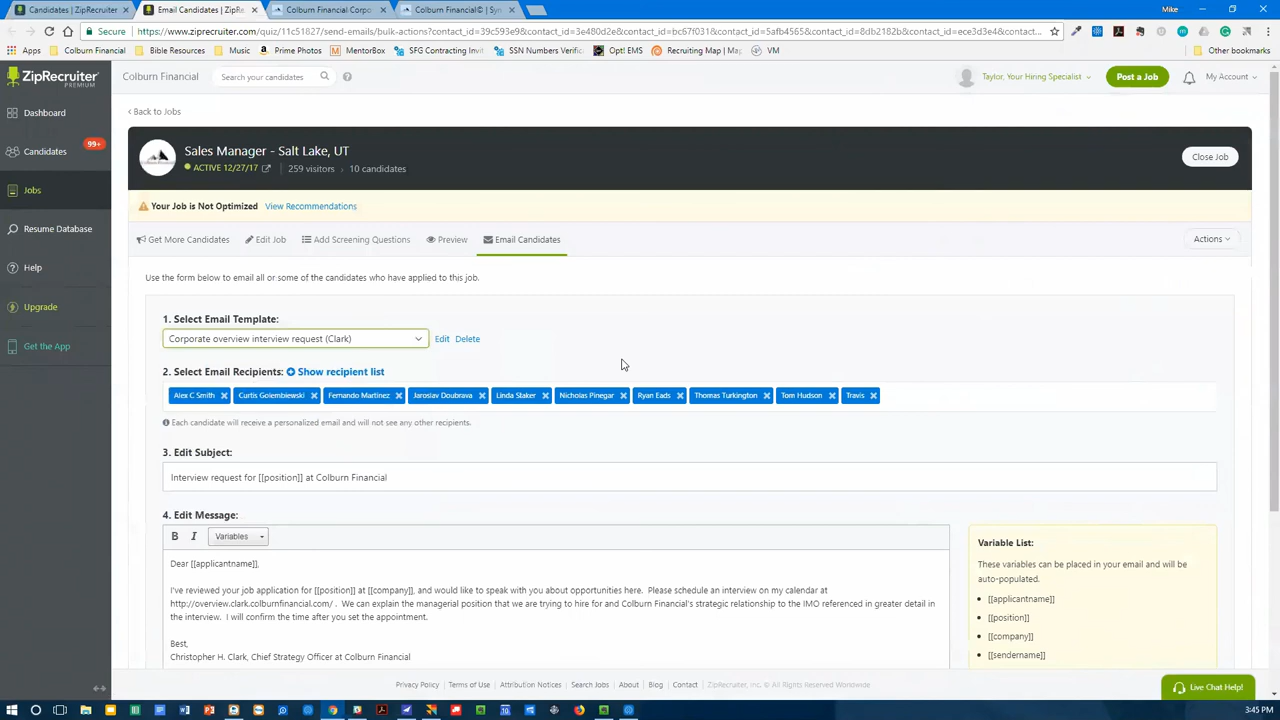 Candidates | ZipRecruiter
Email Candidates | ZipRe
Colburn Financial Corpo
Colburn Financial© | Syn
Mike
Secure
https://www.ziprecruiter.com/quiz/11c51827/send-emails/bulk-actions?contact_id=39c593e9&contact_id=3e480d2e&contact_id=bc67f031&contact_id=d2fa86e4&contact_id=5afb4665&contact_id=8db2182b&contact_id=ece3d3e4&contact...
Apps
Colburn Financial
Bible Resources
Music
Prime Photos
MentorBox
SFG Contracting Invit
SSN Numbers Verific
OptI EMS
Recruiting Map | Map
VM
Other bookmarks
ZipRecruiter
PREMIUM
Colburn Financial
Search your candidates
Taylor, Your Hiring Specialist
Post a Job
My Account
Dashboard
Candidates
99+
Jobs
Resume Database
Help
Upgrade
Get the App
< Back to Jobs
Sales Manager - Salt Lake, UT
ACTIVE 12/27/17
259 visitors
10 candidates
Close Job
Your Job is Not Optimized View Recommendations
Get More Candidates
Edit Job
Add Screening Questions
Preview
Email Candidates
Actions
Use the form below to email all or some of the candidates who have applied to this job.
1. Select Email Template:
Corporate overview interview request (Clark)
Edit
Delete
2. Select Email Recipients: Show recipient list
Alex C Smith
Curtis Golembiewski
Fernando Martinez
Jaroslav Doubrava
Linda Staker
Nicholas Pinegar
Ryan Eads
Thomas Turkington
Tom Hudson
Travis
Each candidate will receive a personalized email and will not see any other recipients.
3. Edit Subject:
Interview request for [[position]] at Colburn Financial
4. Edit Message:
B
I
Variables
Dear [[applicantname]],
I've reviewed your job application for [[position]] at [[company]], and would like to speak with you about opportunities here. Please schedule an interview on my calendar at
http://overview.clark.colburnfinancial.com/ . We can explain the managerial position that we are trying to hire for and Colburn Financial's strategic relationship to the IMO referenced in greater detail in
the interview. I will confirm the time after you set the appointment.
Best,
Christopher H. Clark, Chief Strategy Officer at Colburn Financial
Variable List:
These variables can be placed in your email and will
be auto-populated.
[[applicantname]]
[[position]]
[[company]]
[[sendername]]
Privacy Policy
Terms of Use
Attribution Notices
Search Jobs
About
Blog
Contact
ZipRecruiter, Inc. © All Rights Reserved Worldwide
Live Chat Help!
3:45 PM